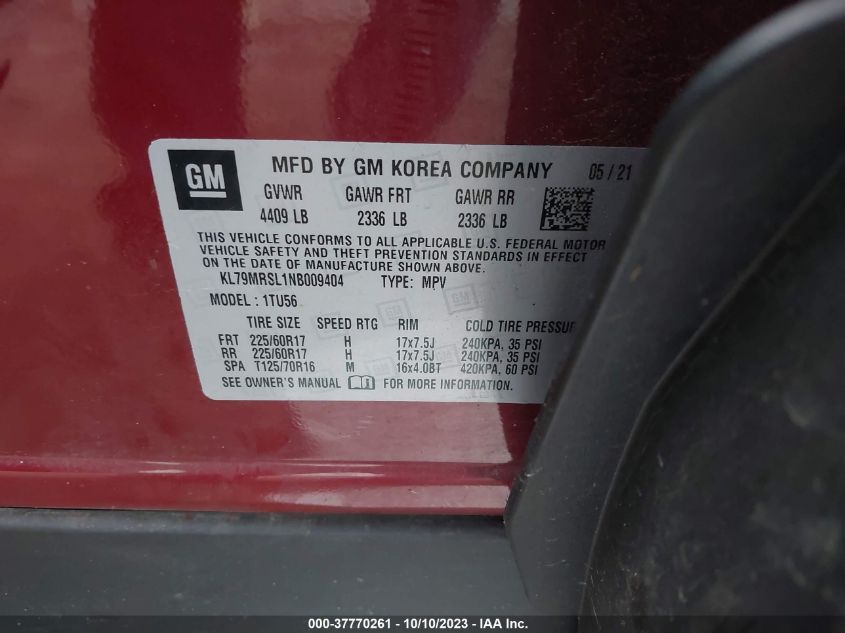 GM MFD BY GM KOREA COMPANY 05 / 21
GVWR GAWR FRT GAWR RR
4409 LB 2336 LB 2336 LB
THIS VEHICLE CONFORMS TO ALL APPLICABLE U.S. FEDERAL MOTOR
VEHICLE SAFETY AND THEFT PREVENTION STANDARDS IN EFFECT
ON THE DATE OF MANUFACTURE SHOWN ABOVE.
KL79MRSL1NB009404 TYPE: MPV
MODEL : 1TU56
TIRE SIZE SPEED RTG RIM COLD TIRE PRESSUR
FRT 225/60R17 H 17x7.5J 240KPA, 35 PSI
RR 225/60R17 H 17x7.5J 240KPA, 35 PSI
SPA T125/70R16 M 16x4.0BT 420KPA, 60 PSI
SEE OWNER'S MANUAL FOR MORE INFORMATION.
000-37770261 - 10/10/2023 - IAA Inc.